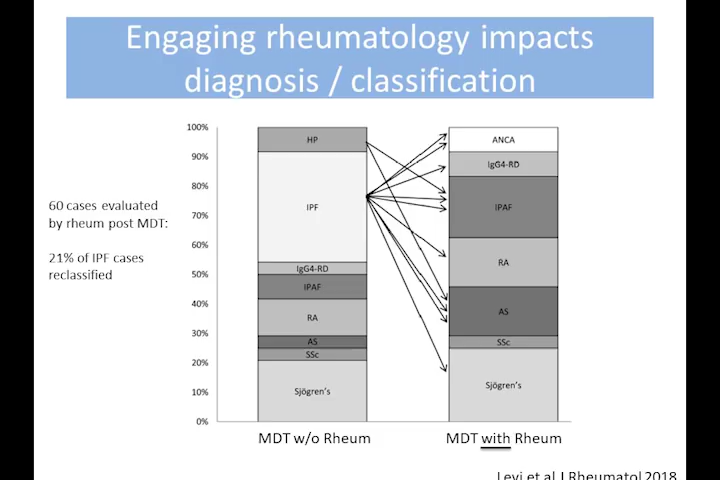 Engaging rheumatology impacts
diagnosis / classification
60 cases evaluated
by rheum post MDT:
21% of IPF cases
reclassified
100%
90%
80%
70%
60%
50%
40%
30%
20%
10%
0%
HP
IPF
IgG4-RD
IPAF
RA
AS
SSc
Sjögren's
MDT w/o Rheum
ANCA
IgG4-RD
IPAF
RA
AS
SSc
Sjögren's
MDT with Rheum
Levi et al J Rheumatol 2018